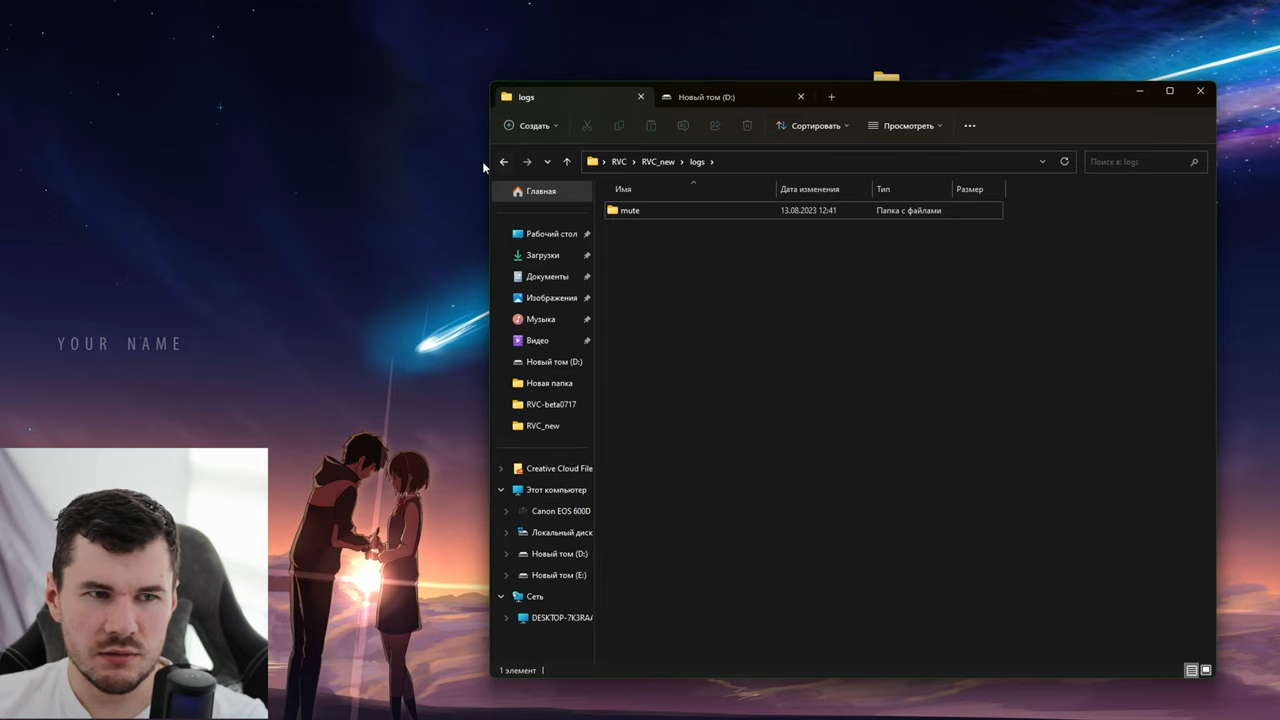 logs
Новый том (D:)
Создать
Сортировать
Просмотреть
RVC
RVC_new
logs
Поиск в: logs
Главная
Имя
Дата изменения
Тип
Размер
mute
13.08.2023 12:41
Папка с файлами
Рабочий стол
Загрузки
Документы
Изображения
Музыка
Видео
Новый том (D:)
Новая папка
RVC-beta0717
RVC_new
Creative Cloud File
Этот компьютер
Canon EOS 600D
Локальный диск
Новый том (D:)
Новый том (E:)
Сеть
DESKTOP-7K3RAA
1 элемент
YOUR NAME